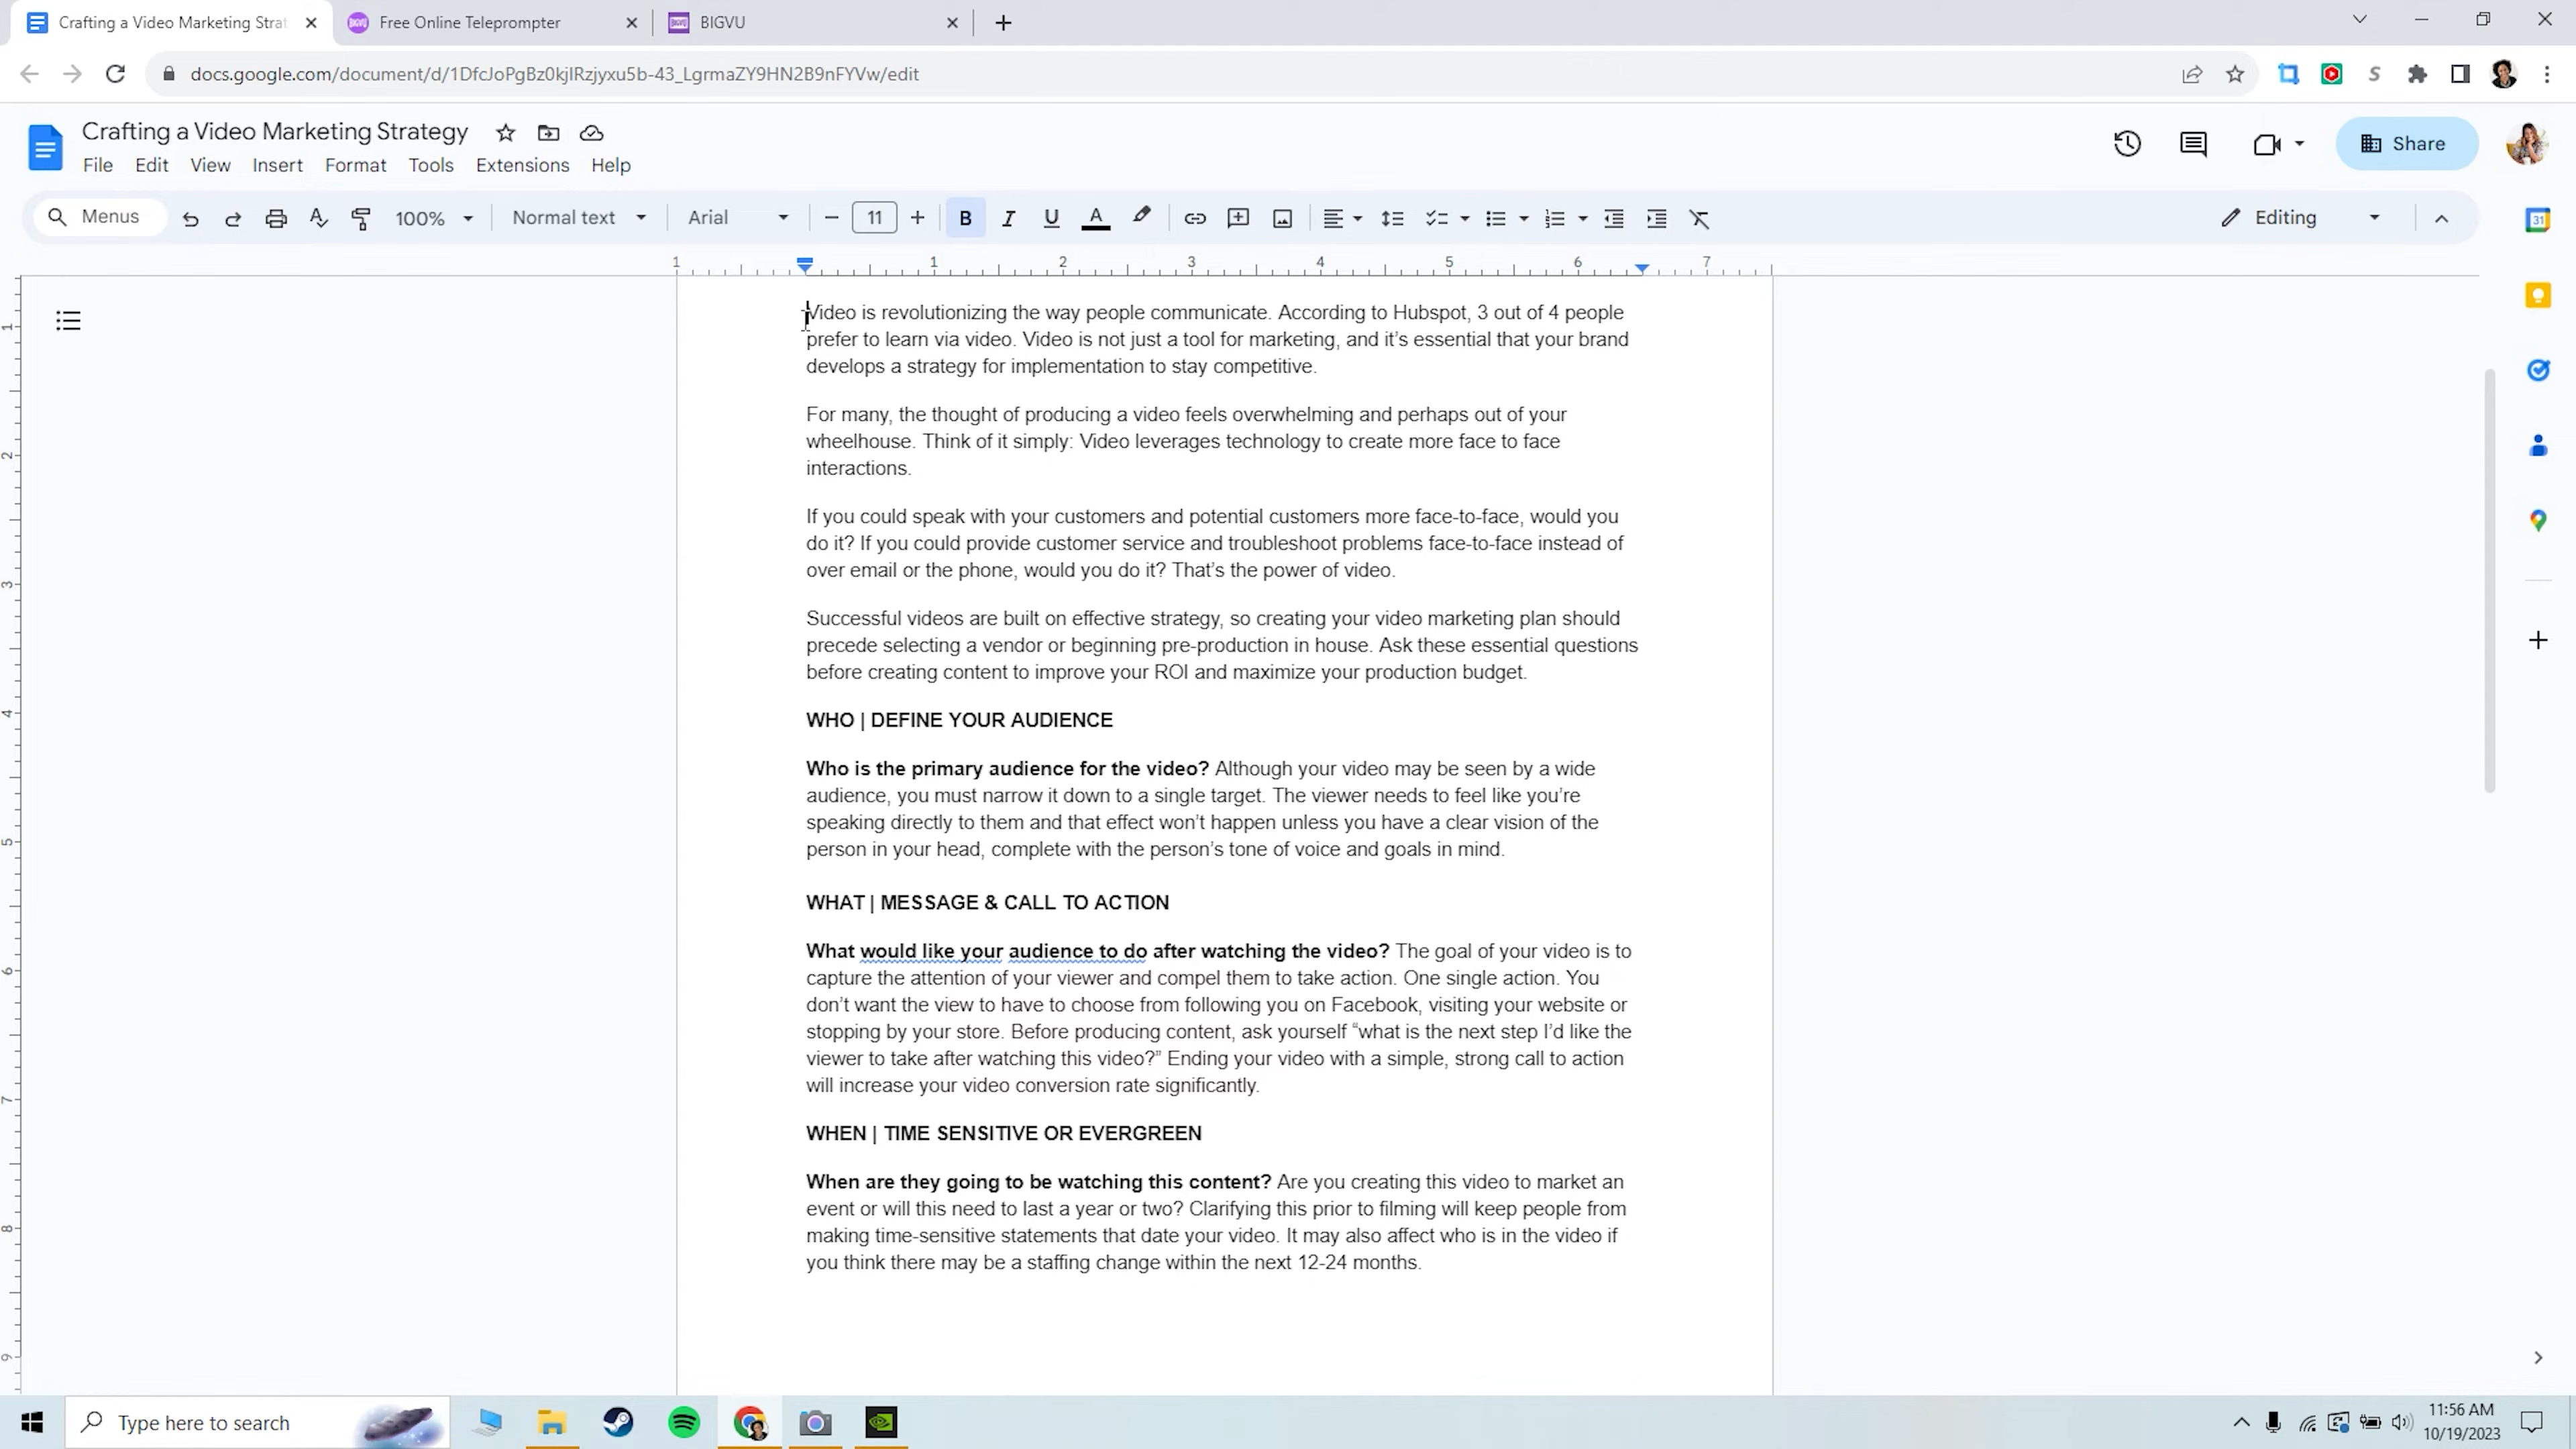 Crafting a Video Marketing Strat
Free Online Teleprompter
BIGVU
docs.google.com/document/d/1DfcJoPgBz0kjIRzjyxu5b-43_LgrmaZY9HN2B9nFYVw/edit
Crafting a Video Marketing Strategy
File Edit View Insert Format Tools Extensions Help
Share
Menus 100% Normal text Arial 11 B I U A Editing
31
1 1 2 3 4 5 6 7
Video is revolutionizing the way people communicate. According to Hubspot, 3 out of 4 people
prefer to learn via video. Video is not just a tool for marketing, and it’s essential that your brand
develops a strategy for implementation to stay competitive.
For many, the thought of producing a video feels overwhelming and perhaps out of your
wheelhouse. Think of it simply: Video leverages technology to create more face to face
interactions.
If you could speak with your customers and potential customers more face-to-face, would you
do it? If you could provide customer service and troubleshoot problems face-to-face instead of
over email or the phone, would you do it? That’s the power of video.
Successful videos are built on effective strategy, so creating your video marketing plan should
precede selecting a vendor or beginning pre-production in house. Ask these essential questions
before creating content to improve your ROI and maximize your production budget.
WHO | DEFINE YOUR AUDIENCE
Who is the primary audience for the video? Although your video may be seen by a wide
audience, you must narrow it down to a single target. The viewer needs to feel like you’re
speaking directly to them and that effect won’t happen unless you have a clear vision of the
person in your head, complete with the person’s tone of voice and goals in mind.
WHAT | MESSAGE & CALL TO ACTION
What would like your audience to do after watching the video? The goal of your video is to
capture the attention of your viewer and compel them to take action. One single action. You
don’t want the view to have to choose from following you on Facebook, visiting your website or
stopping by your store. Before producing content, ask yourself “what is the next step I’d like the
viewer to take after watching this video?” Ending your video with a simple, strong call to action
will increase your video conversion rate significantly.
WHEN | TIME SENSITIVE OR EVERGREEN
When are they going to be watching this content? Are you creating this video to market an
event or will this need to last a year or two? Clarifying this prior to filming will keep people from
making time-sensitive statements that date your video. It may also affect who is in the video if
you think there may be a staffing change within the next 12-24 months.
1
2
3
4
5
6
7
8
9
Type here to search
11:56 AM
10/19/2023